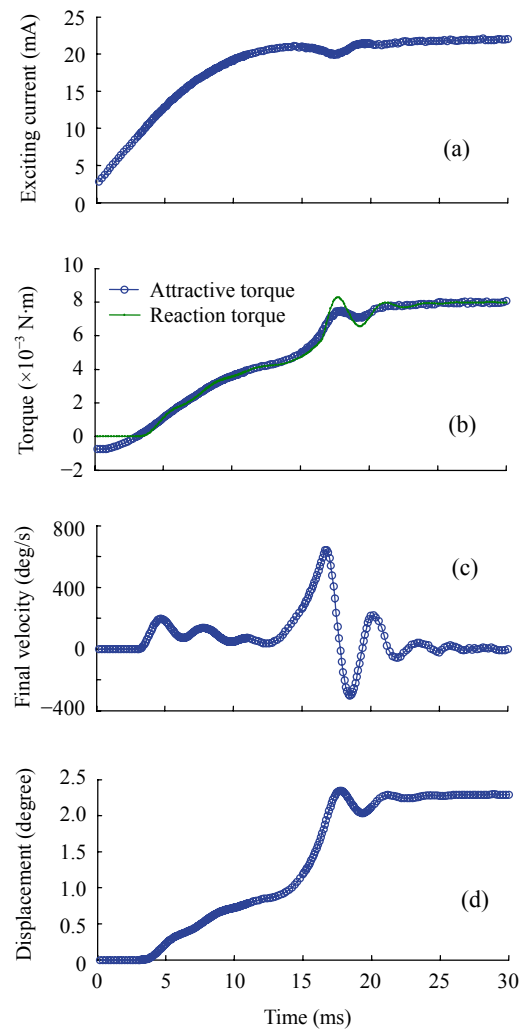 25
20
15
10
5
0
Exciting current (mA)
(a)
10
8
6
4
2
0
−2
Torque (×10⁻³ N·m)
Attractive torque
Reaction torque
(b)
800
400
0
−400
Final velocity (deg/s)
(c)
2.5
2.0
1.5
1.0
0.5
0
Displacement (degree)
(d)
0 5 10 15 20 25 30
Time (ms)